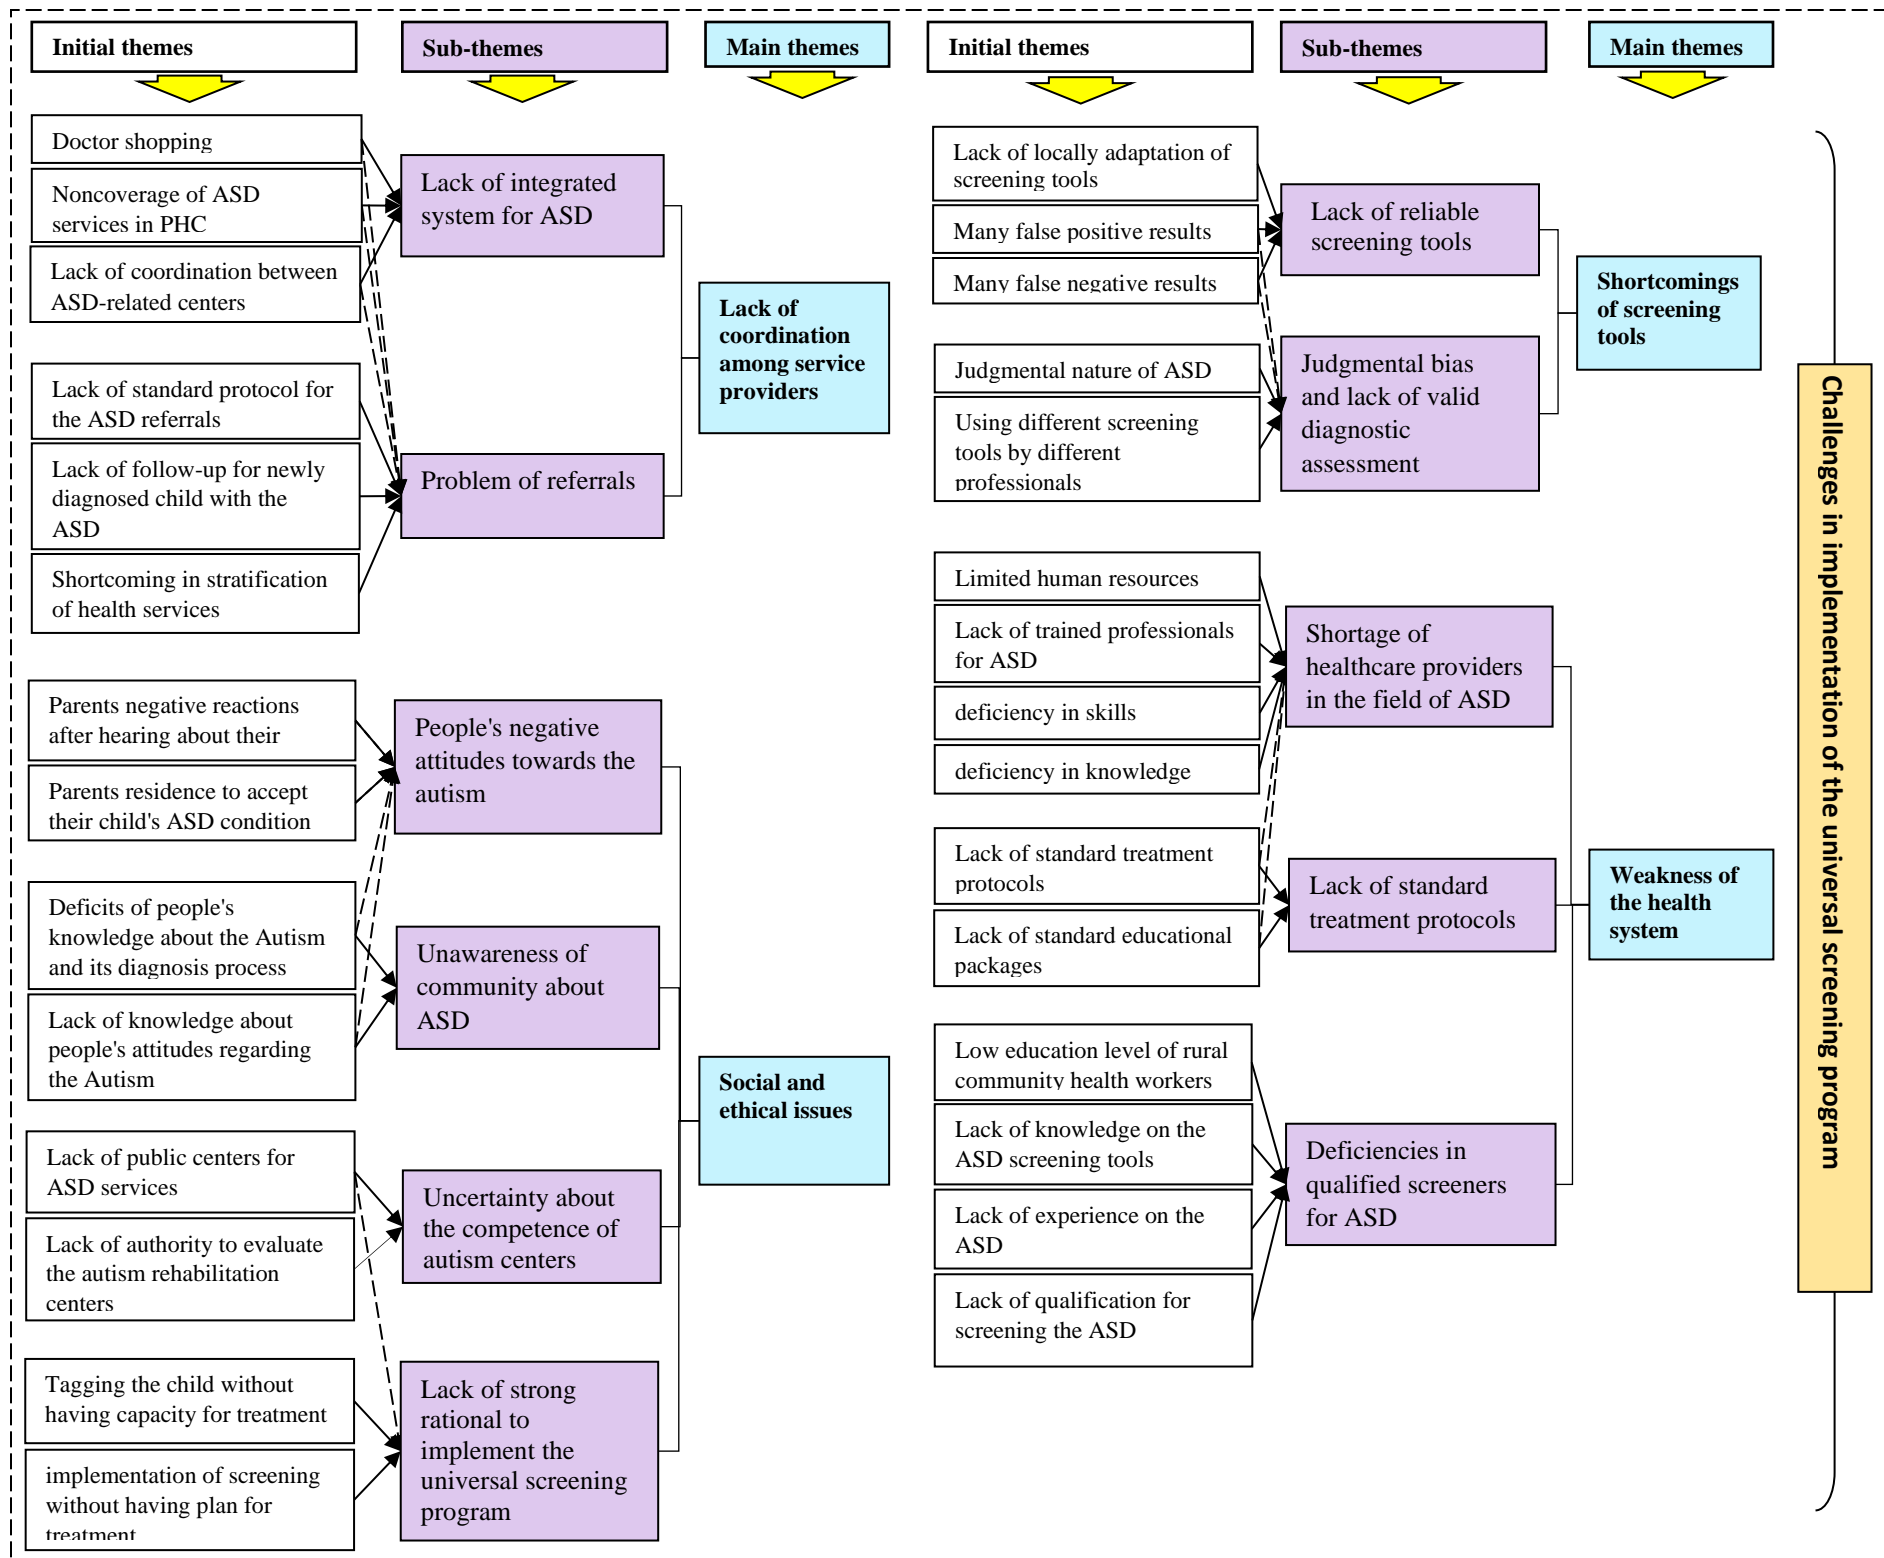 Initial themes
Sub-themes
Main themes
Doctor shopping
Noncoverage of ASD
services in PHC
Lack of coordination between
ASD-related centers
Lack of integrated
system for ASD
Lack of standard protocol for
the ASD referrals
Lack of follow-up for newly
diagnosed child with the
ASD
Shortcoming in stratification
of health services
Problem of referrals
Lack of
coordination
among service
providers
Parents negative reactions
after hearing about their
Parents residence to accept
their child's ASD condition
People's negative
attitudes towards the
autism
Deficits of people's
knowledge about the Autism
and its diagnosis process
Lack of knowledge about
people's attitudes regarding
the Autism
Unawareness of
community about
ASD
Lack of public centers for
ASD services
Lack of authority to evaluate
the autism rehabilitation
centers
Uncertainty about
the competence of
autism centers
Tagging the child without
having capacity for treatment
implementation of screening
without having plan for
treatment
Lack of strong
rational to
implement the
universal screening
program
Social and
ethical issues
Initial themes
Sub-themes
Main themes
Lack of locally adaptation of
screening tools
Many false positive results
Many false negative results
Lack of reliable
screening tools
Judgmental nature of ASD
Using different screening
tools by different
professionals
Judgmental bias
and lack of valid
diagnostic
assessment
Shortcomings
of screening
tools
Limited human resources
Lack of trained professionals
for ASD
deficiency in skills
deficiency in knowledge
Shortage of
healthcare providers
in the field of ASD
Lack of standard treatment
protocols
Lack of standard educational
packages
Lack of standard
treatment protocols
Low education level of rural
community health workers
Lack of knowledge on the
ASD screening tools
Lack of experience on the
ASD
Lack of qualification for
screening the ASD
Deficiencies in
qualified screeners
for ASD
Weakness of
the health
system
Challenges in implementation of the universal screening program